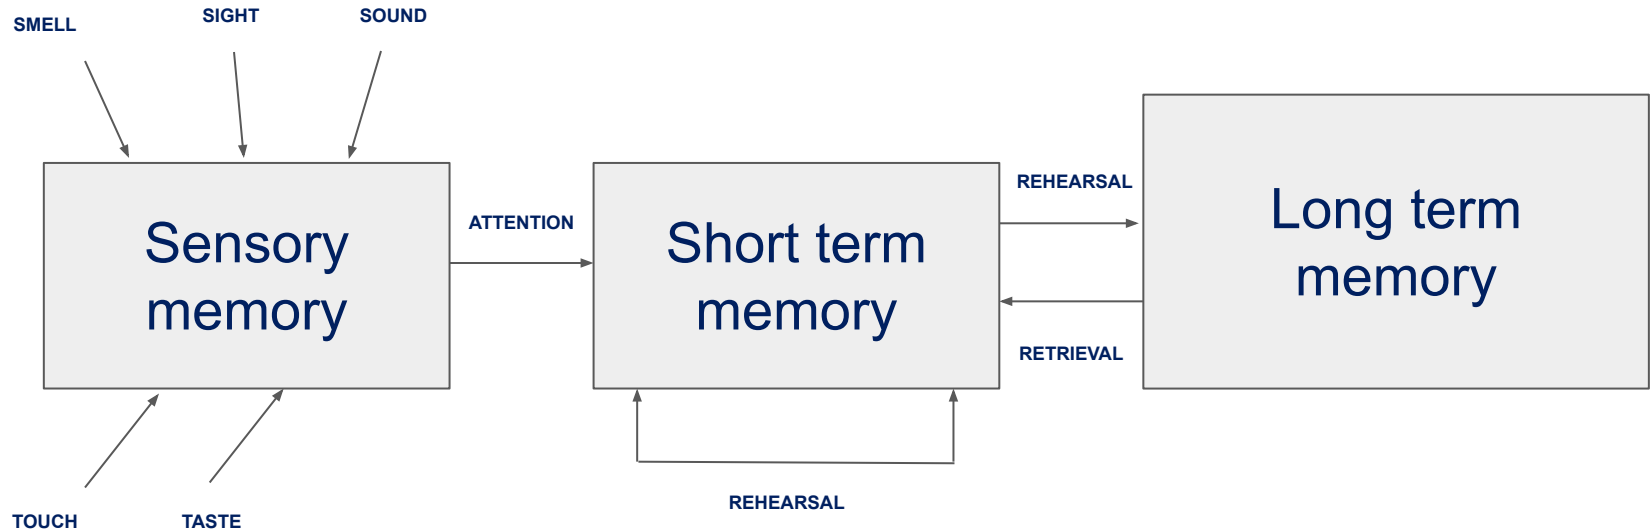 SMELL
SIGHT
SOUND
Sensory
memory
ATTENTION
Short term
memory
REHEARSAL
RETRIEVAL
Long term
memory
REHEARSAL
TOUCH
TASTE